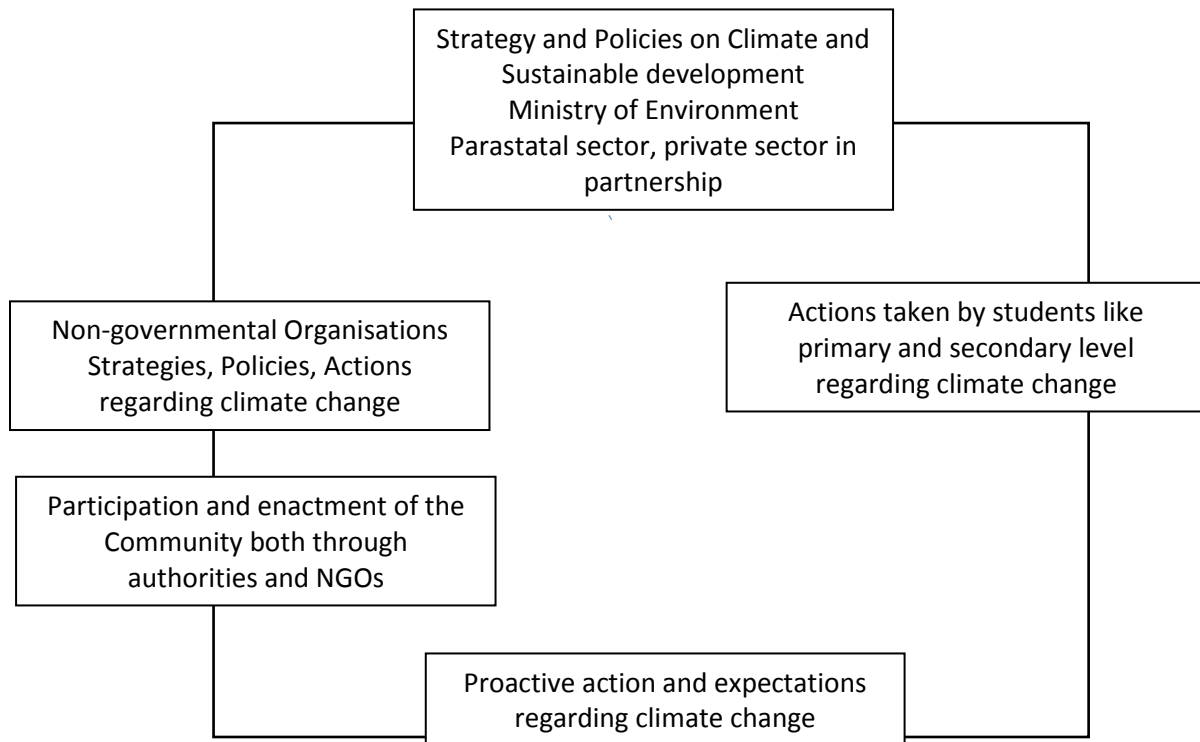 Strategy and Policies on Climate and
Sustainable development
Ministry of Environment
Parastatal sector, private sector in
partnership
Non-governmental Organisations
Strategies, Policies, Actions
regarding climate change
Actions taken by students like
primary and secondary level
regarding climate change
Participation and enactment of the
Community both through
authorities and NGOs
Proactive action and expectations
regarding climate change